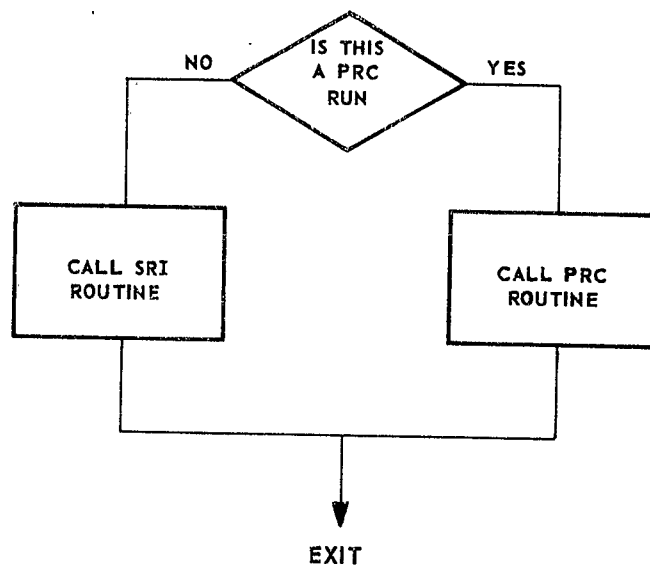 IS THIS
A PRC
RUN
NO
YES
CALL SRI
ROUTINE
CALL PRC
ROUTINE
EXIT